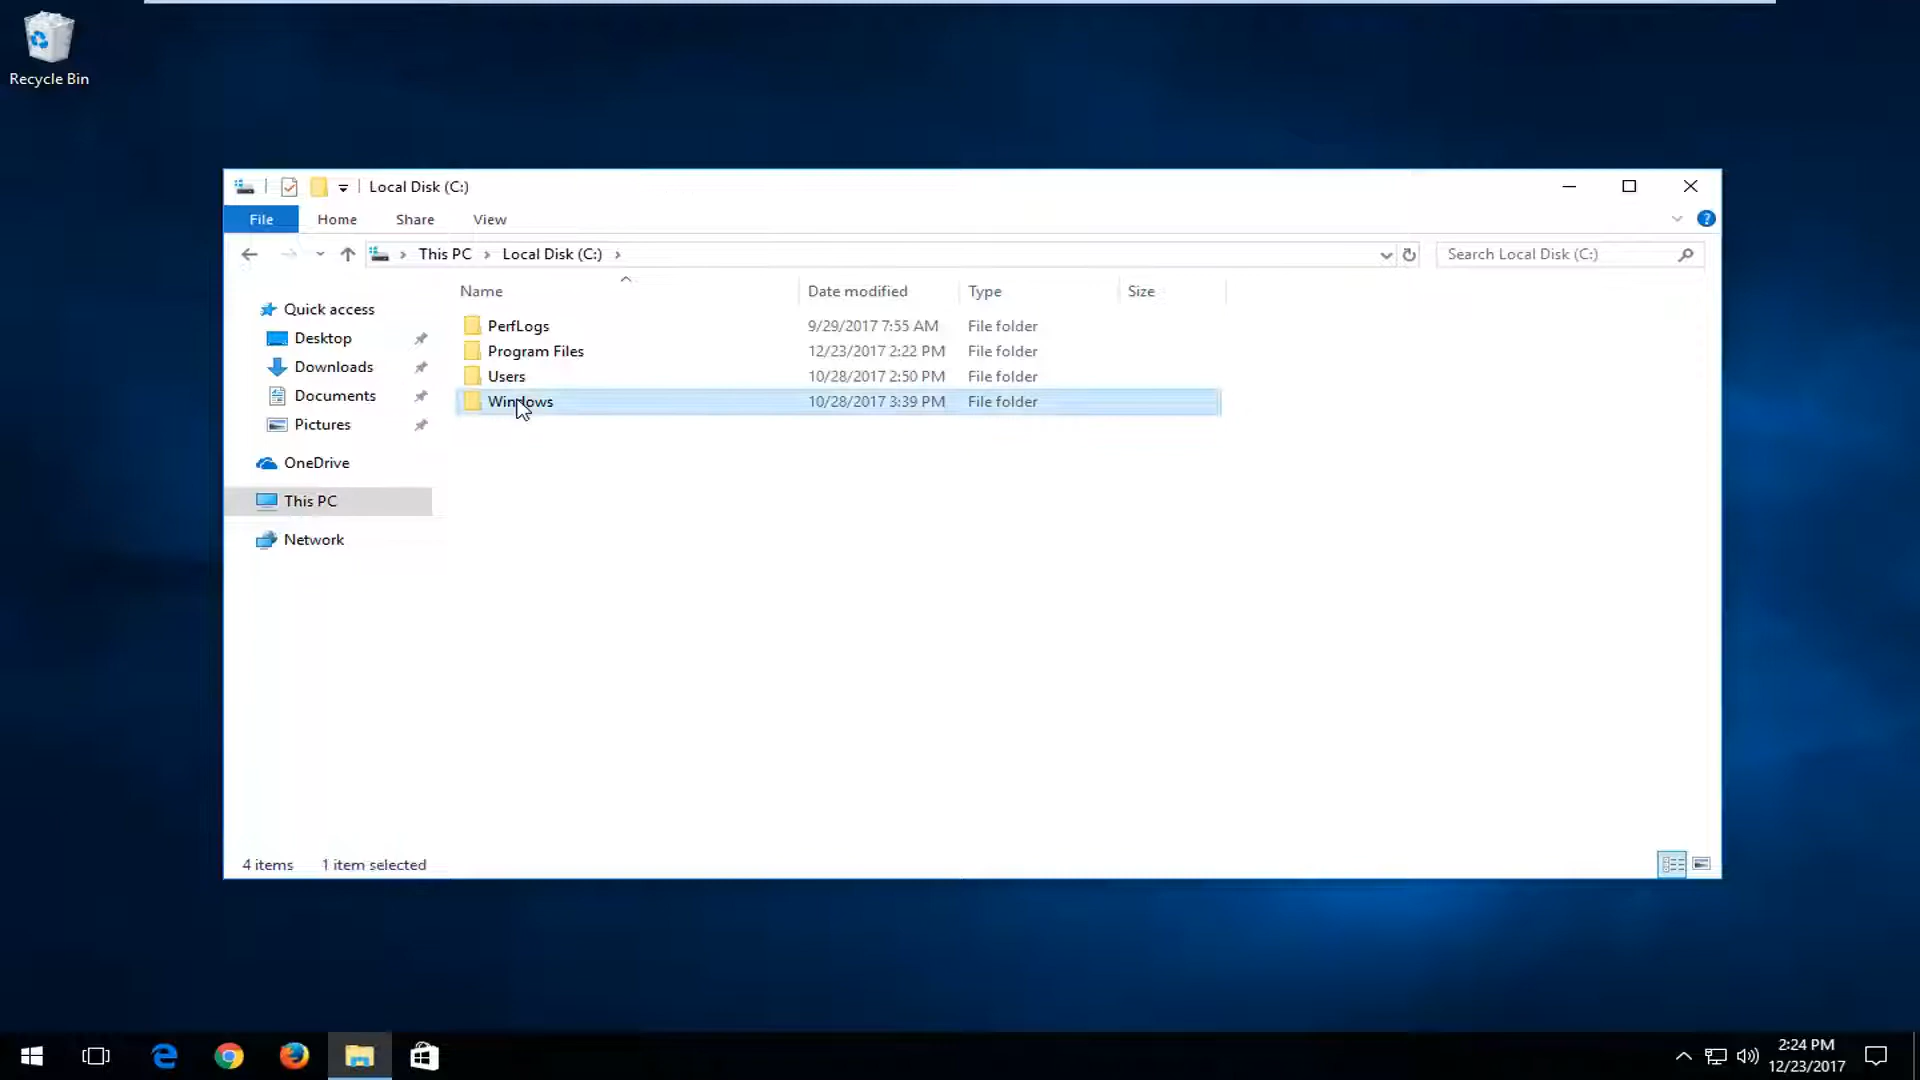 Recycle Bin
Local Disk (C:)
File Home Share View
This PC Local Disk (C:)
Search Local Disk (C:)
Name Date modified Type Size
Quick access
Desktop
Downloads
Documents
Pictures
OneDrive
This PC
Network
PerfLogs 9/29/2017 7:55 AM File folder
Program Files 12/23/2017 2:22 PM File folder
Users 10/28/2017 2:50 PM File folder
Windows 10/28/2017 3:39 PM File folder
4 items 1 item selected
2:24 PM
12/23/2017